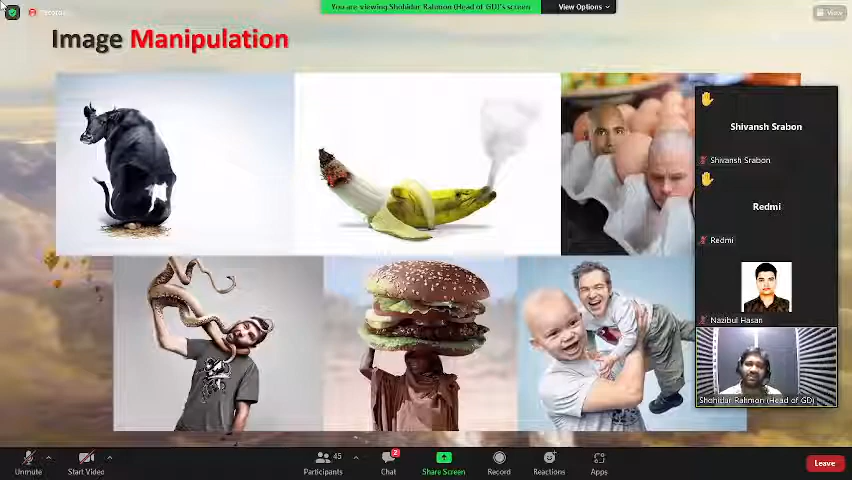 You are viewing Shohidur Rahmon (Head of GD)'s screen
View Options
View
Image Manipulation
Shivansh Srabon
Shivansh Srabon
Redmi
Redmi
Nazibul Hasan
Shohidur Rahmon (Head of GD)
45
2
Unmute
Start Video
Participants
Chat
Share Screen
Record
Reactions
Apps
Leave